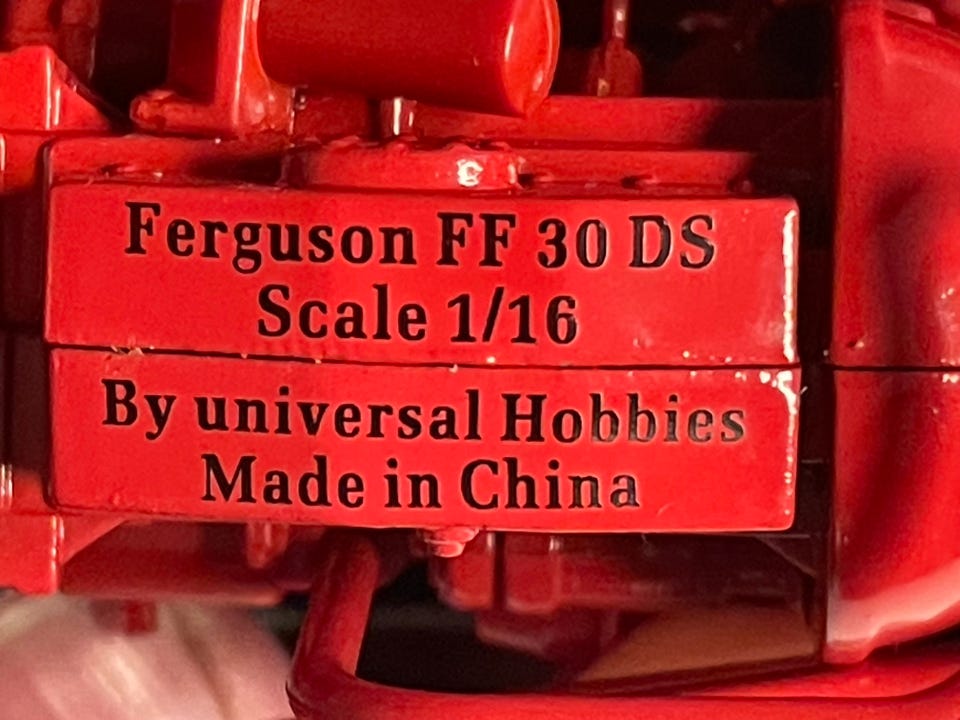 Ferguson FF 30 DS
Scale 1/16
By universal Hobbies
Made in China